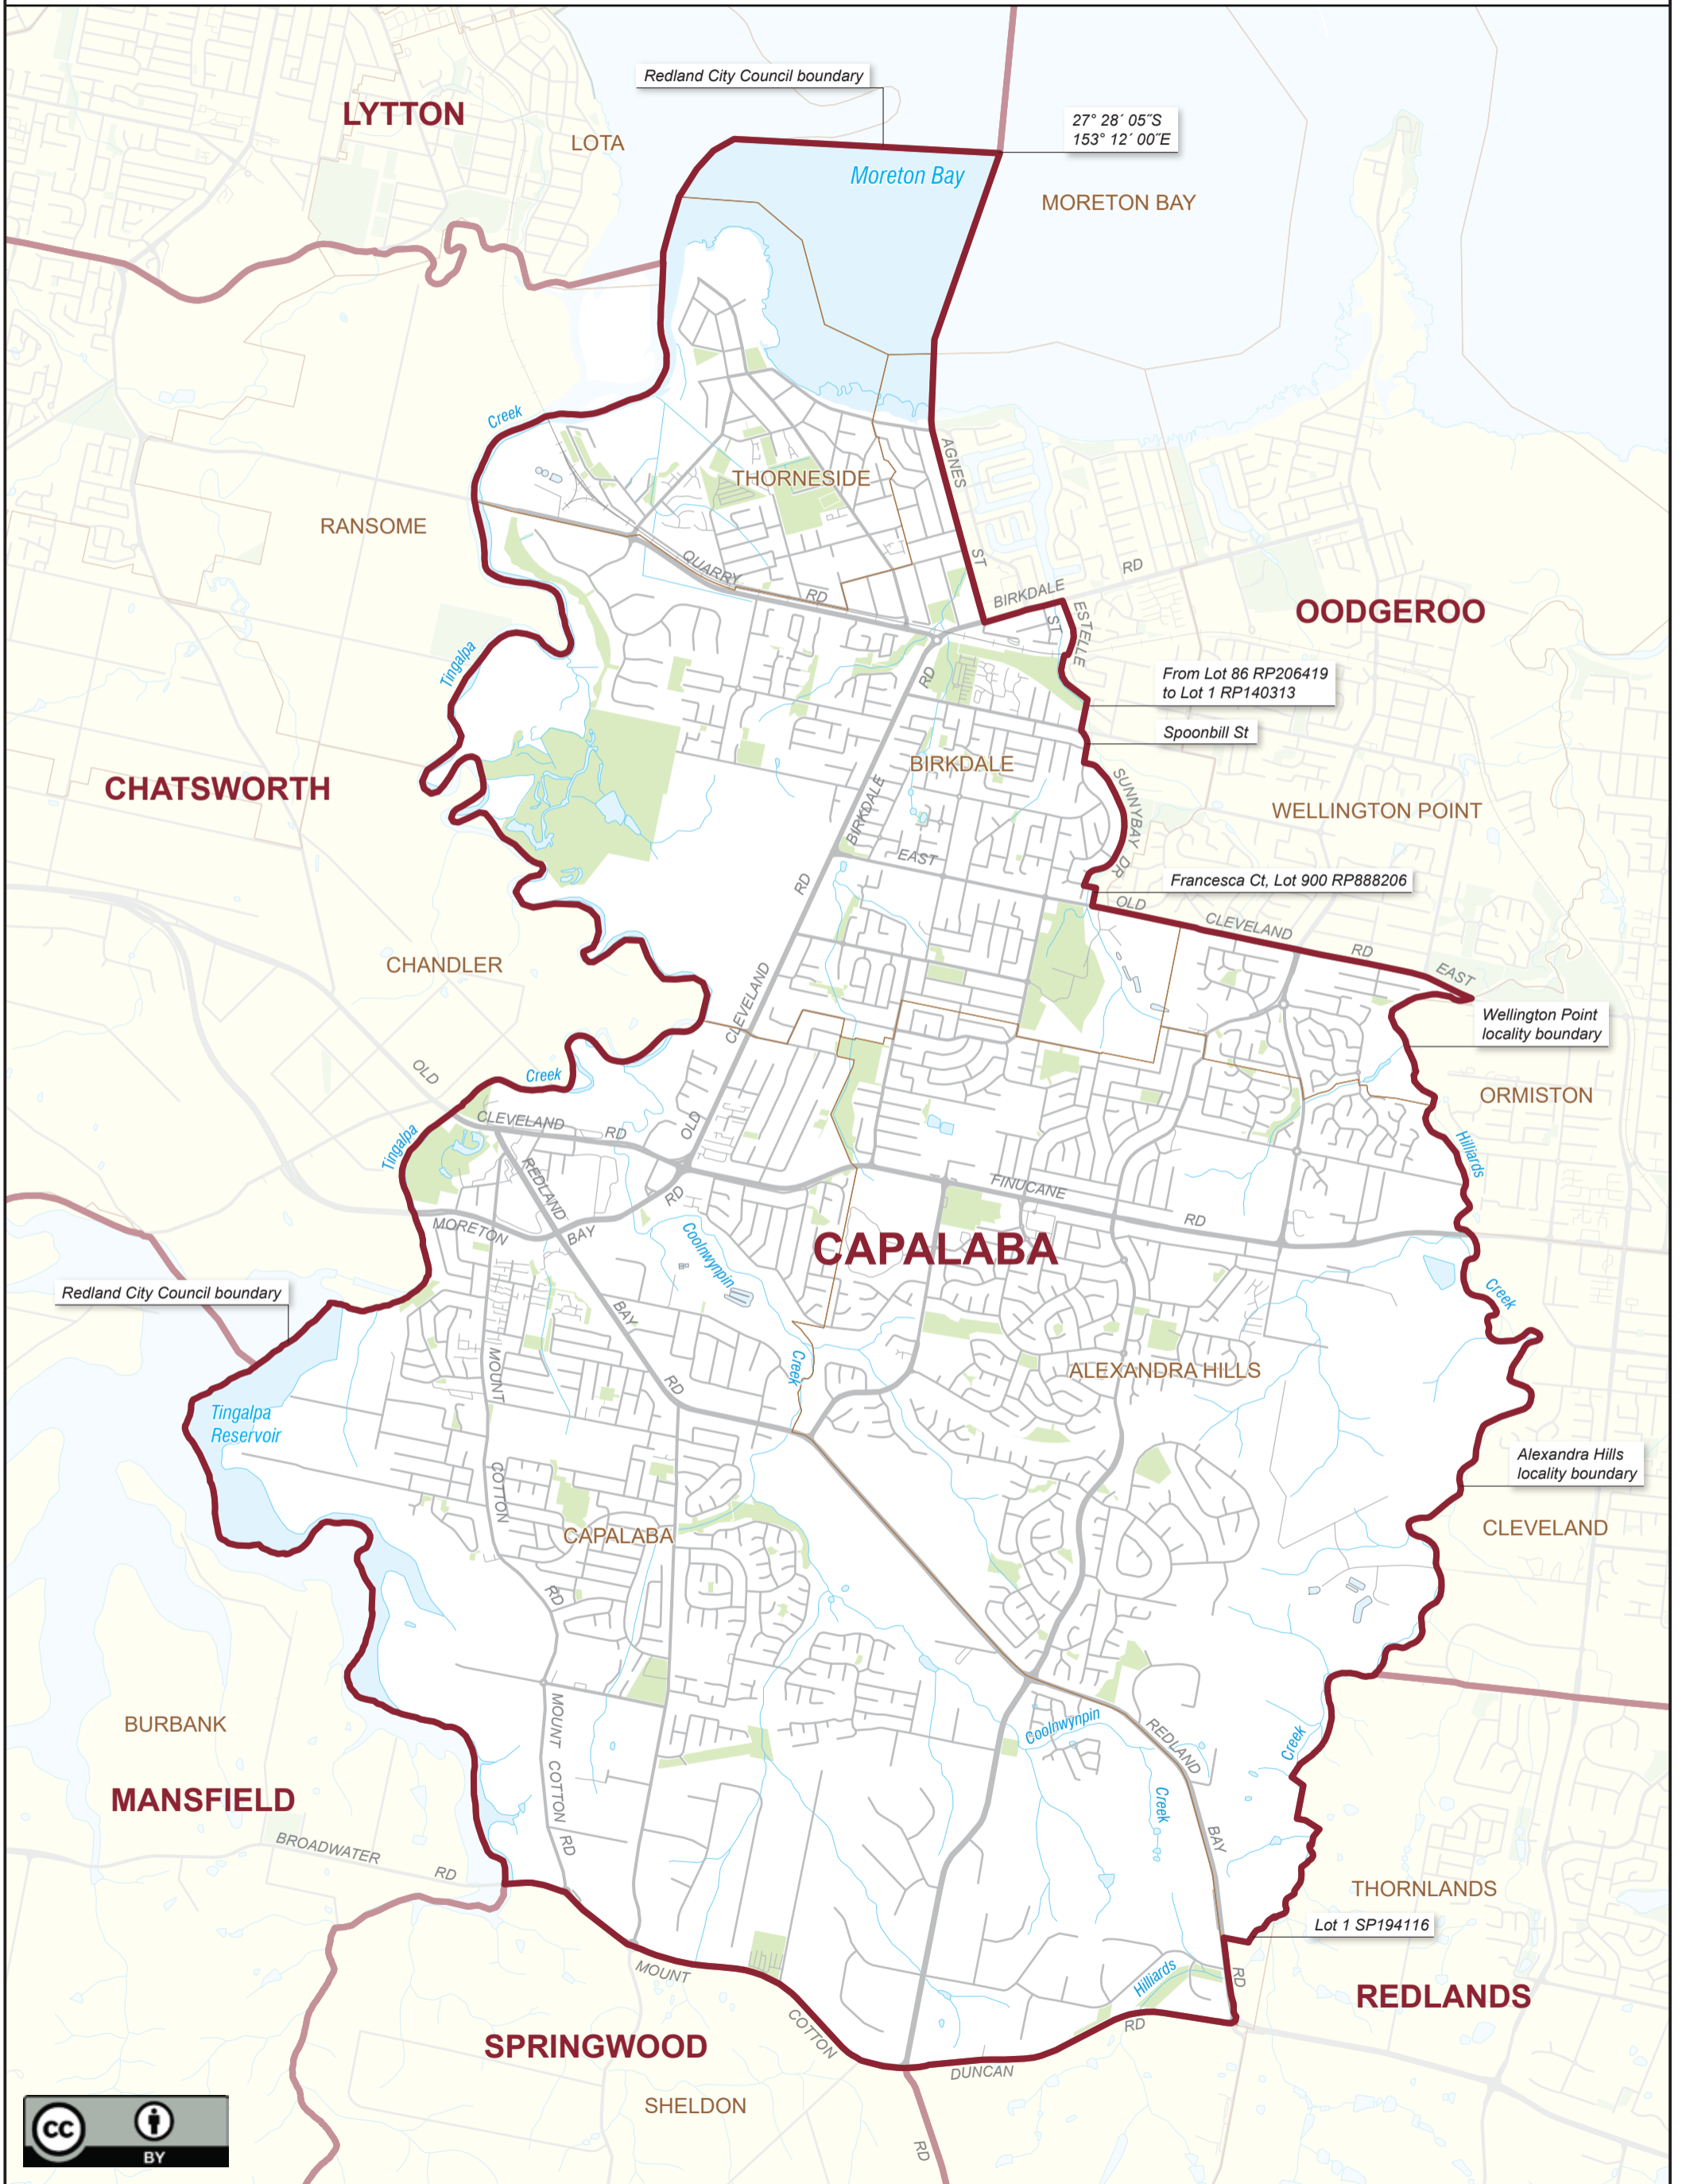 Redland City Council boundary
LYTTON
LOTA
27° 28´ 05˝S
153° 12´ 00˝E
Moreton Bay
MORETON BAY
Creek
AGNES
THORNESIDE
RANSOME
ST
QUARRY
RD
BIRKDALE
RD
ESTELLE
ST
OODGEROO
Tingalpa
RD
From Lot 86 RP206419
to Lot 1 RP140313
Spoonbill St
BIRKDALE
CHATSWORTH
SUNNYBAY
DR
WELLINGTON POINT
BIRKDALE
EAST
RD
Francesca Ct, Lot 900 RP888206
OLD
CLEVELAND
RD
EAST
CHANDLER
CLEVELAND
Wellington Point
locality boundary
OLD
Creek
ORMISTON
CLEVELAND
RD
OLD
Tingalpa
Hilliards
REDLAND
FINUCANE
RD
RD
MORETON
BAY
Coolnwynpin
CAPALABA
Redland City Council boundary
Creek
BAY
MOUNT
Creek
ALEXANDRA HILLS
RD
Tingalpa
Reservoir
Alexandra Hills
locality boundary
COTTON
CLEVELAND
CAPALABA
RD
BURBANK
MOUNT
COTTON
RD
Coolnwynpin
REDLAND
Creek
MANSFIELD
Creek
BAY
BROADWATER
RD
THORNLANDS
Lot 1 SP194116
MOUNT
Hilliards
RD
REDLANDS
COTTON
RD
SPRINGWOOD
DUNCAN
SHELDON
RD
CC
BY